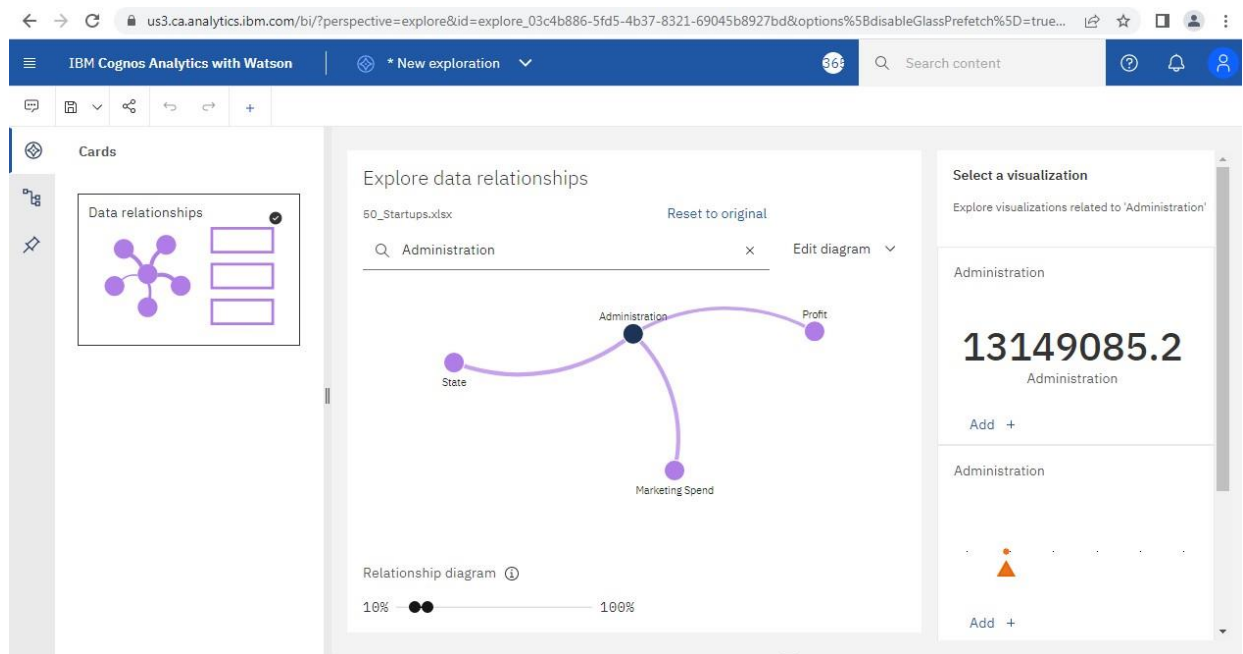 us3.ca.analytics.ibm.com/bi/?perspective=explore&id=explore_03c4b886-5fd5-4b37-8321-69045b8927bd&options%5BdisableGlassPrefetch%5D=true...
IBM Cognos Analytics with Watson
* New exploration
Search content
Cards
Data relationships
Explore data relationships
50_Startups.xlsx
Reset to original
Administration
Edit diagram
Administration
Profit
State
Marketing Spend
Relationship diagram
10%
100%
Select a visualization
Explore visualizations related to 'Administration'
Administration
13149085.2
Administration
Add +
Administration
Add +